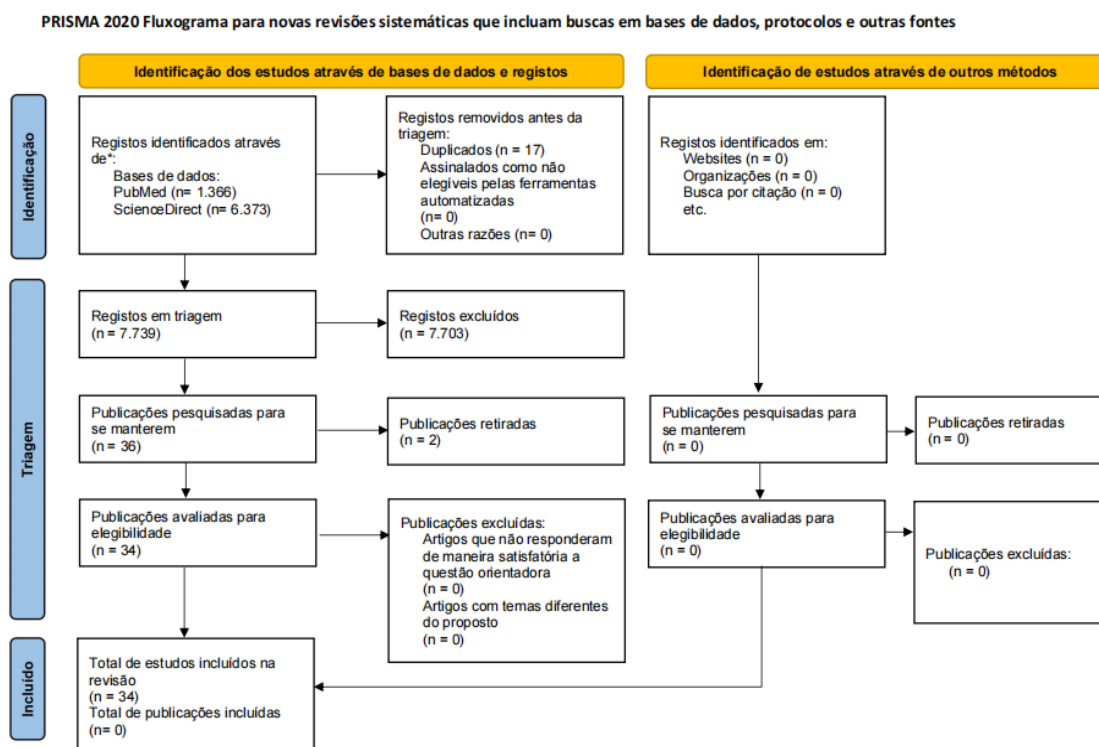 PRISMA 2020 Fluxograma para novas revisões sistemáticas que incluam buscas em bases de dados, protocolos e outras fontes
Identificação dos estudos através de bases de dados e registos
Identificação de estudos através de outros métodos
Identificação
Registos identificados através
de*:
Bases de dados:
PubMed (n= 1.366)
ScienceDirect (n= 6.373)
Registos removidos antes da
triagem:
Duplicados (n = 17)
Assinalados como não
elegíveis pelas ferramentas
automatizadas
(n= 0)
Outras razões (n= 0)
Registos identificados em:
Websites (n = 0)
Organizações (n = 0)
Busca por citação (n = 0)
etc.
Triagem
Registos em triagem
(n = 7.739)
Registos excluídos
(n = 7.703)
Publicações pesquisadas para
se manterem
(n = 36)
Publicações retiradas
(n = 2)
Publicações pesquisadas para
se manterem
(n = 0)
Publicações retiradas
(n = 0)
Publicações avaliadas para
elegibilidade
(n = 34)
Publicações excluídas:
Artigos que não responderam
de maneira satisfatória a
questão orientadora
(n = 0)
Artigos com temas diferentes
do proposto
(n = 0)
Publicações avaliadas para
elegibilidade
(n = 0)
Publicações excluídas:
(n = 0)
Incluído
Total de estudos incluídos na
revisão
(n = 34)
Total de publicações incluídas
(n= 0)